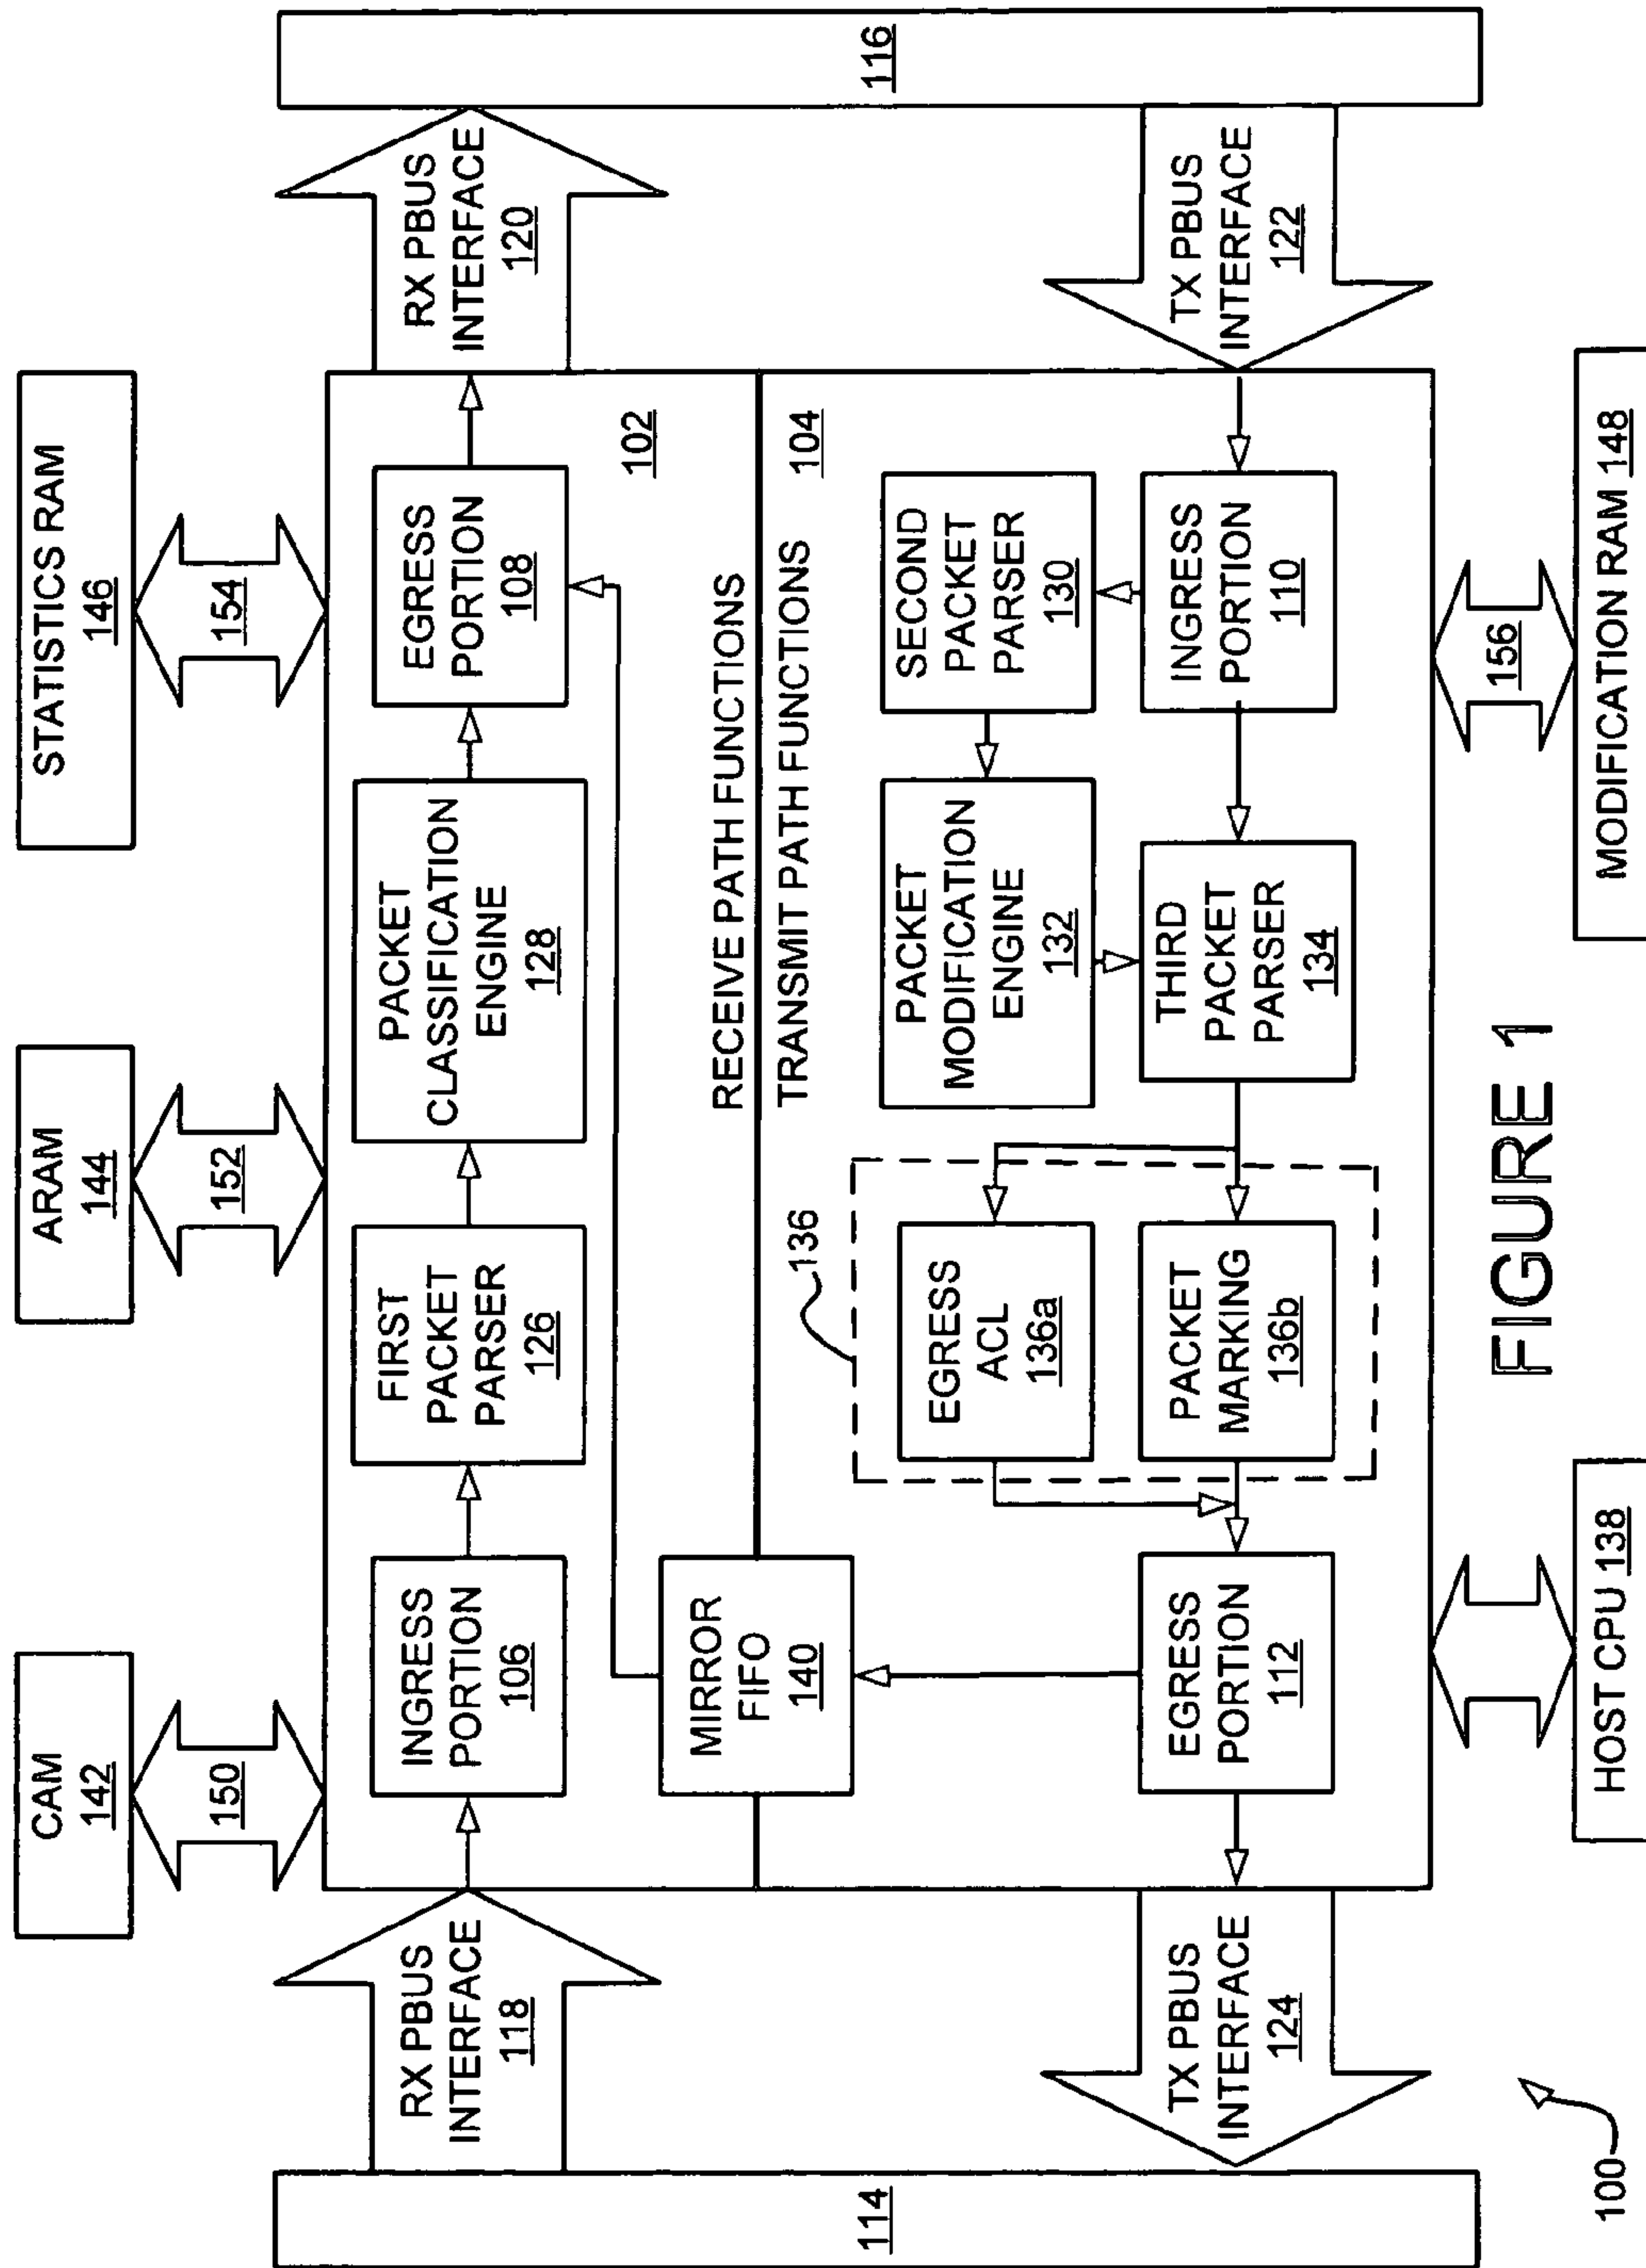 CAM
142
ARAM
144
STATISTICS RAM
146
150
152
154
114
RX PBUS
INTERFACE
118
INGRESS
PORTION
106
FIRST
PACKET
PARSER
126
PACKET
CLASSIFICATION
ENGINE
128
EGRESS
PORTION
108
RX PBUS
INTERFACE
120
116
102
RECEIVE PATH FUNCTIONS
MIRROR
FIFO
140
TRANSMIT PATH FUNCTIONS
104
136
EGRESS
ACL
136a
PACKET
MODIFICATION
ENGINE
132
SECOND
PACKET
PARSER
130
TX PBUS
INTERFACE
124
EGRESS
PORTION
112
PACKET
MARKING
136b
THIRD
PACKET
PARSER
134
INGRESS
PORTION
110
TX PBUS
INTERFACE
122
156
HOST CPU 138
MODIFICATION RAM 148
100
FIGURE 1